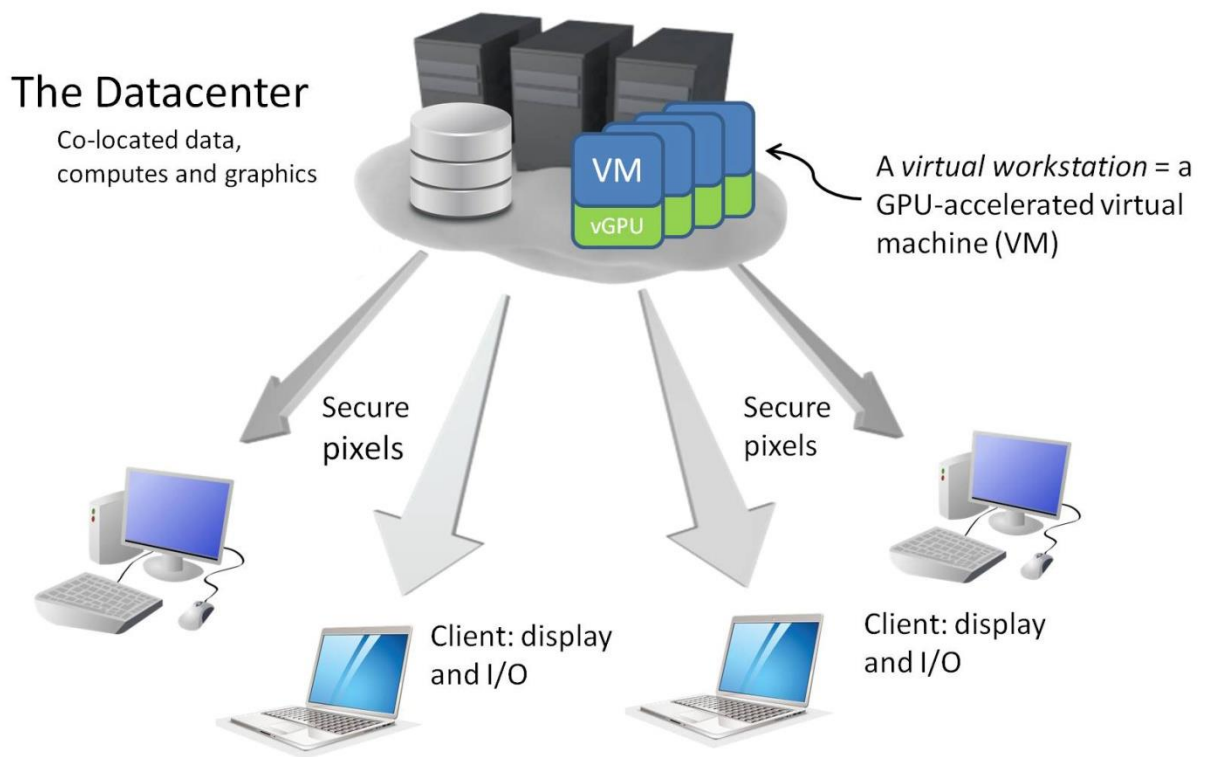 The Datacenter
Co-located data,
computes and graphics
VM
vGPU
A virtual workstation = a
GPU-accelerated virtual
machine (VM)
Secure
pixels
Secure
pixels
Client: display
and I/O
Client: display
and I/O